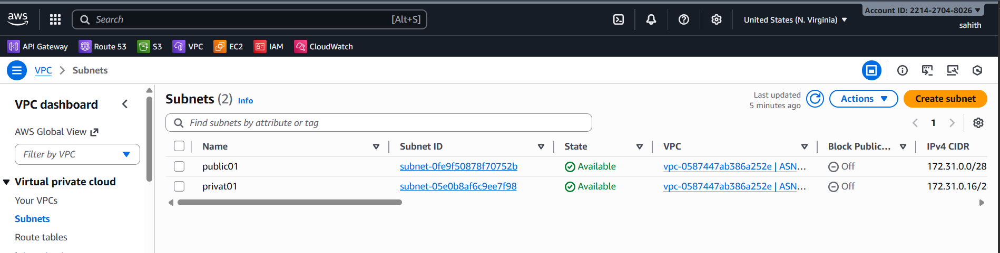 Account ID: 2214-2704-8026
aws
Search [Alt+S]
United States (N. Virginia)
sahith
API Gateway Route 53 S3 VPC EC2 IAM CloudWatch
VPC Subnets
VPC dashboard
AWS Global View
Filter by VPC
Virtual private cloud
Your VPCs
Subnets
Route tables
Subnets (2) Info
Last updated
5 minutes ago
Actions
Create subnet
Find subnets by attribute or tag
1
Name Subnet ID State VPC Block Public... IPv4 CIDR
public01 subnet-0fe9f50878f70752b Available vpc-0587447ab386a252e | ASN... Off 172.31.0.0/28
privat01 subnet-05e0b8af6c9ee7f98 Available vpc-0587447ab386a252e | ASN... Off 172.31.0.16/2